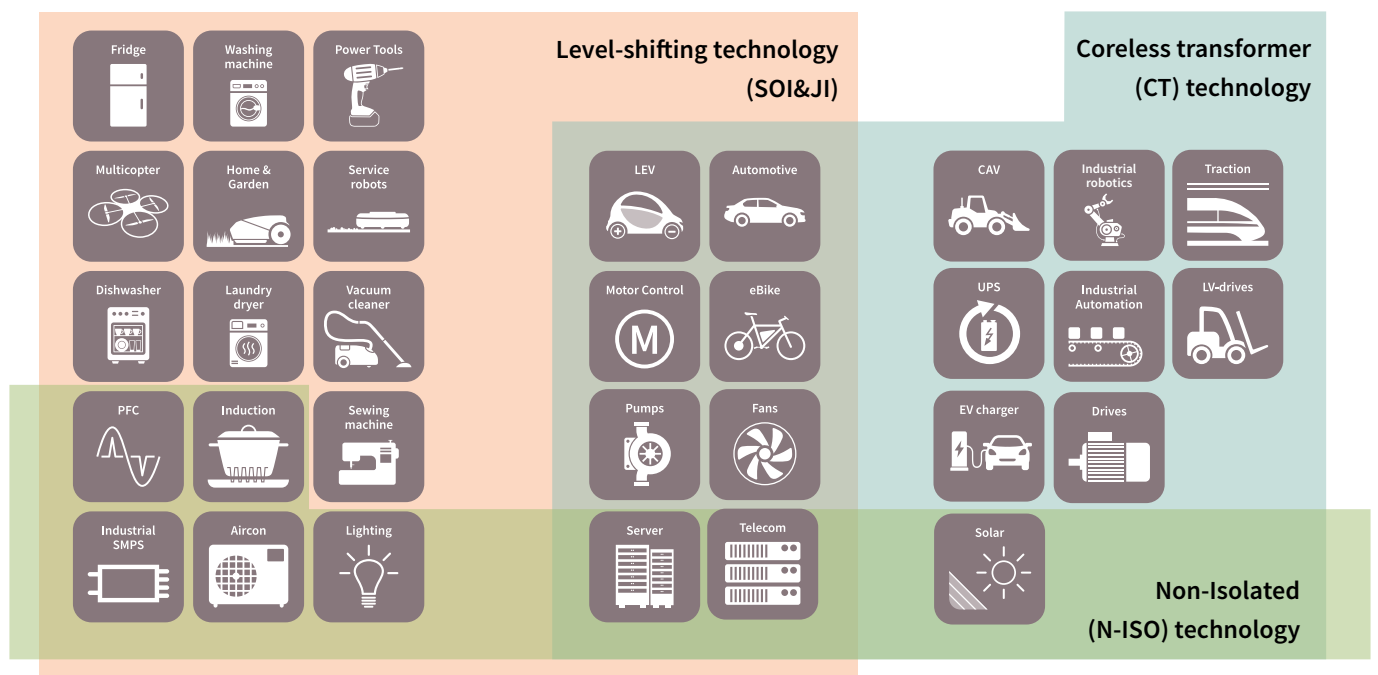 Level-shifting technology
(SOI&JI)
Coreless transformer
(CT) technology
Fridge
Washing
machine
Power Tools
Multicopter
Home &
Garden
Service
robots
LEV
Automotive
CAV
Industrial
robotics
Traction
Dishwasher
Laundry
dryer
Vacuum
cleaner
Motor Control
M
eBike
UPS
Industrial
Automation
LV-drives
PFC
Induction
Sewing
machine
Pumps
Fans
EV charger
Drives
Industrial
SMPS
Aircon
Lighting
Server
Telecom
Solar
Non-Isolated
(N-ISO) technology